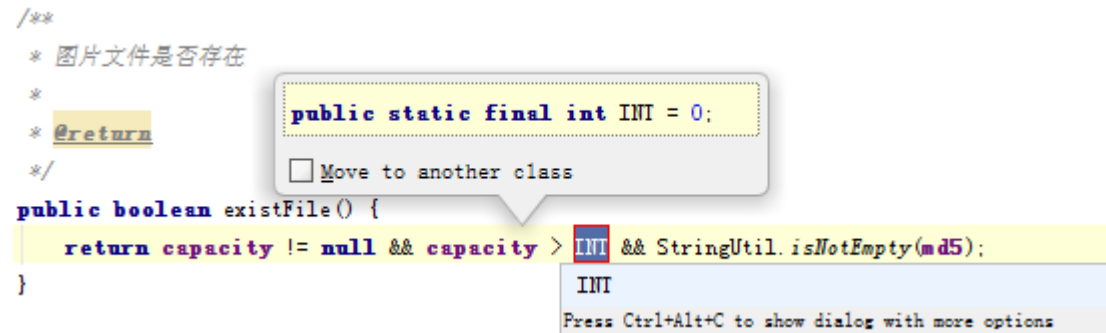 /**
* 图片文件是否存在
*
* @return
*/
public static final int INT = 0;
Move to another class
public boolean existFile() {
return capacity != null && capacity > INT && StringUtil.isNotEmpty(md5);
INT
}
Press Ctrl+Alt+C to show dialog with more options